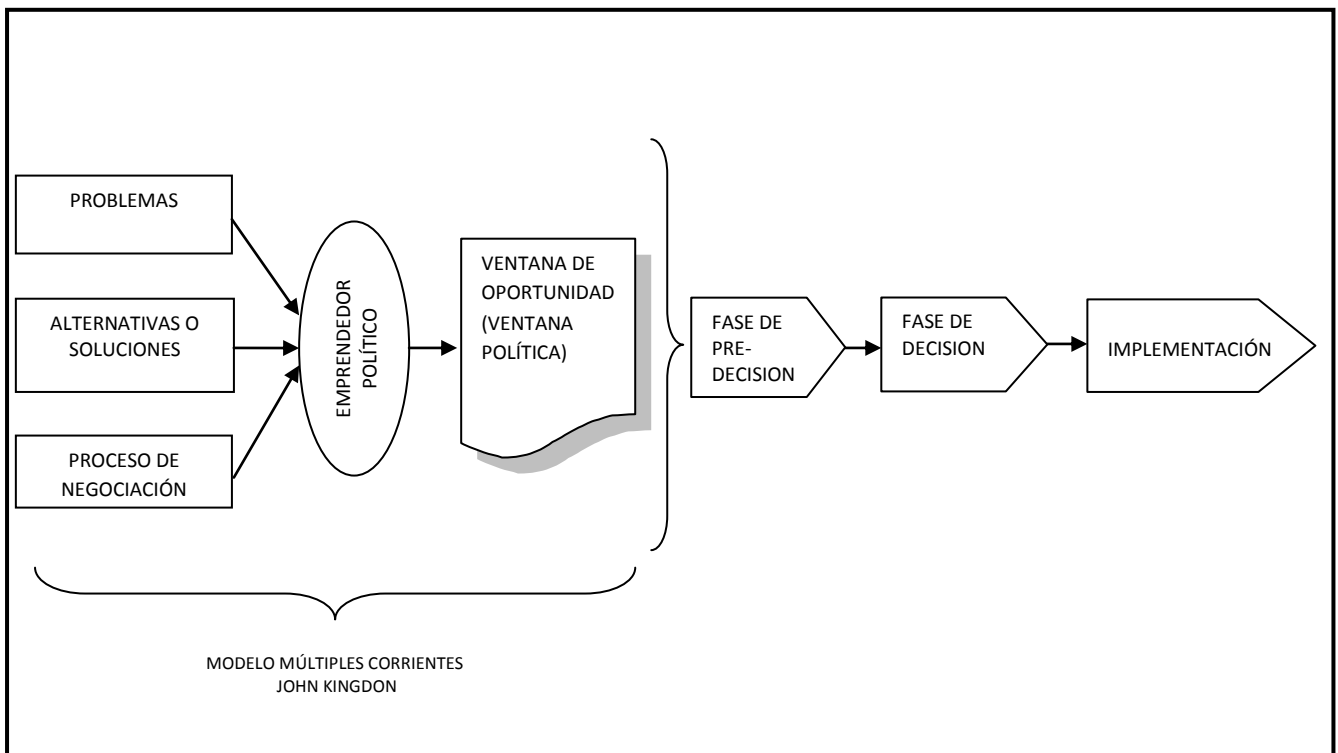 PROBLEMAS
ALTERNATIVAS O
SOLUCIONES
PROCESO DE
NEGOCIACIÓN
EMPRENDEDOR
POLÍTICO
VENTANA DE
OPORTUNIDAD
(VENTANA
POLÍTICA)
FASE DE
PRE-
DECISION
FASE DE
DECISION
IMPLEMENTACIÓN
MODELO MÚLTIPLES CORRIENTES
JOHN KINGDON